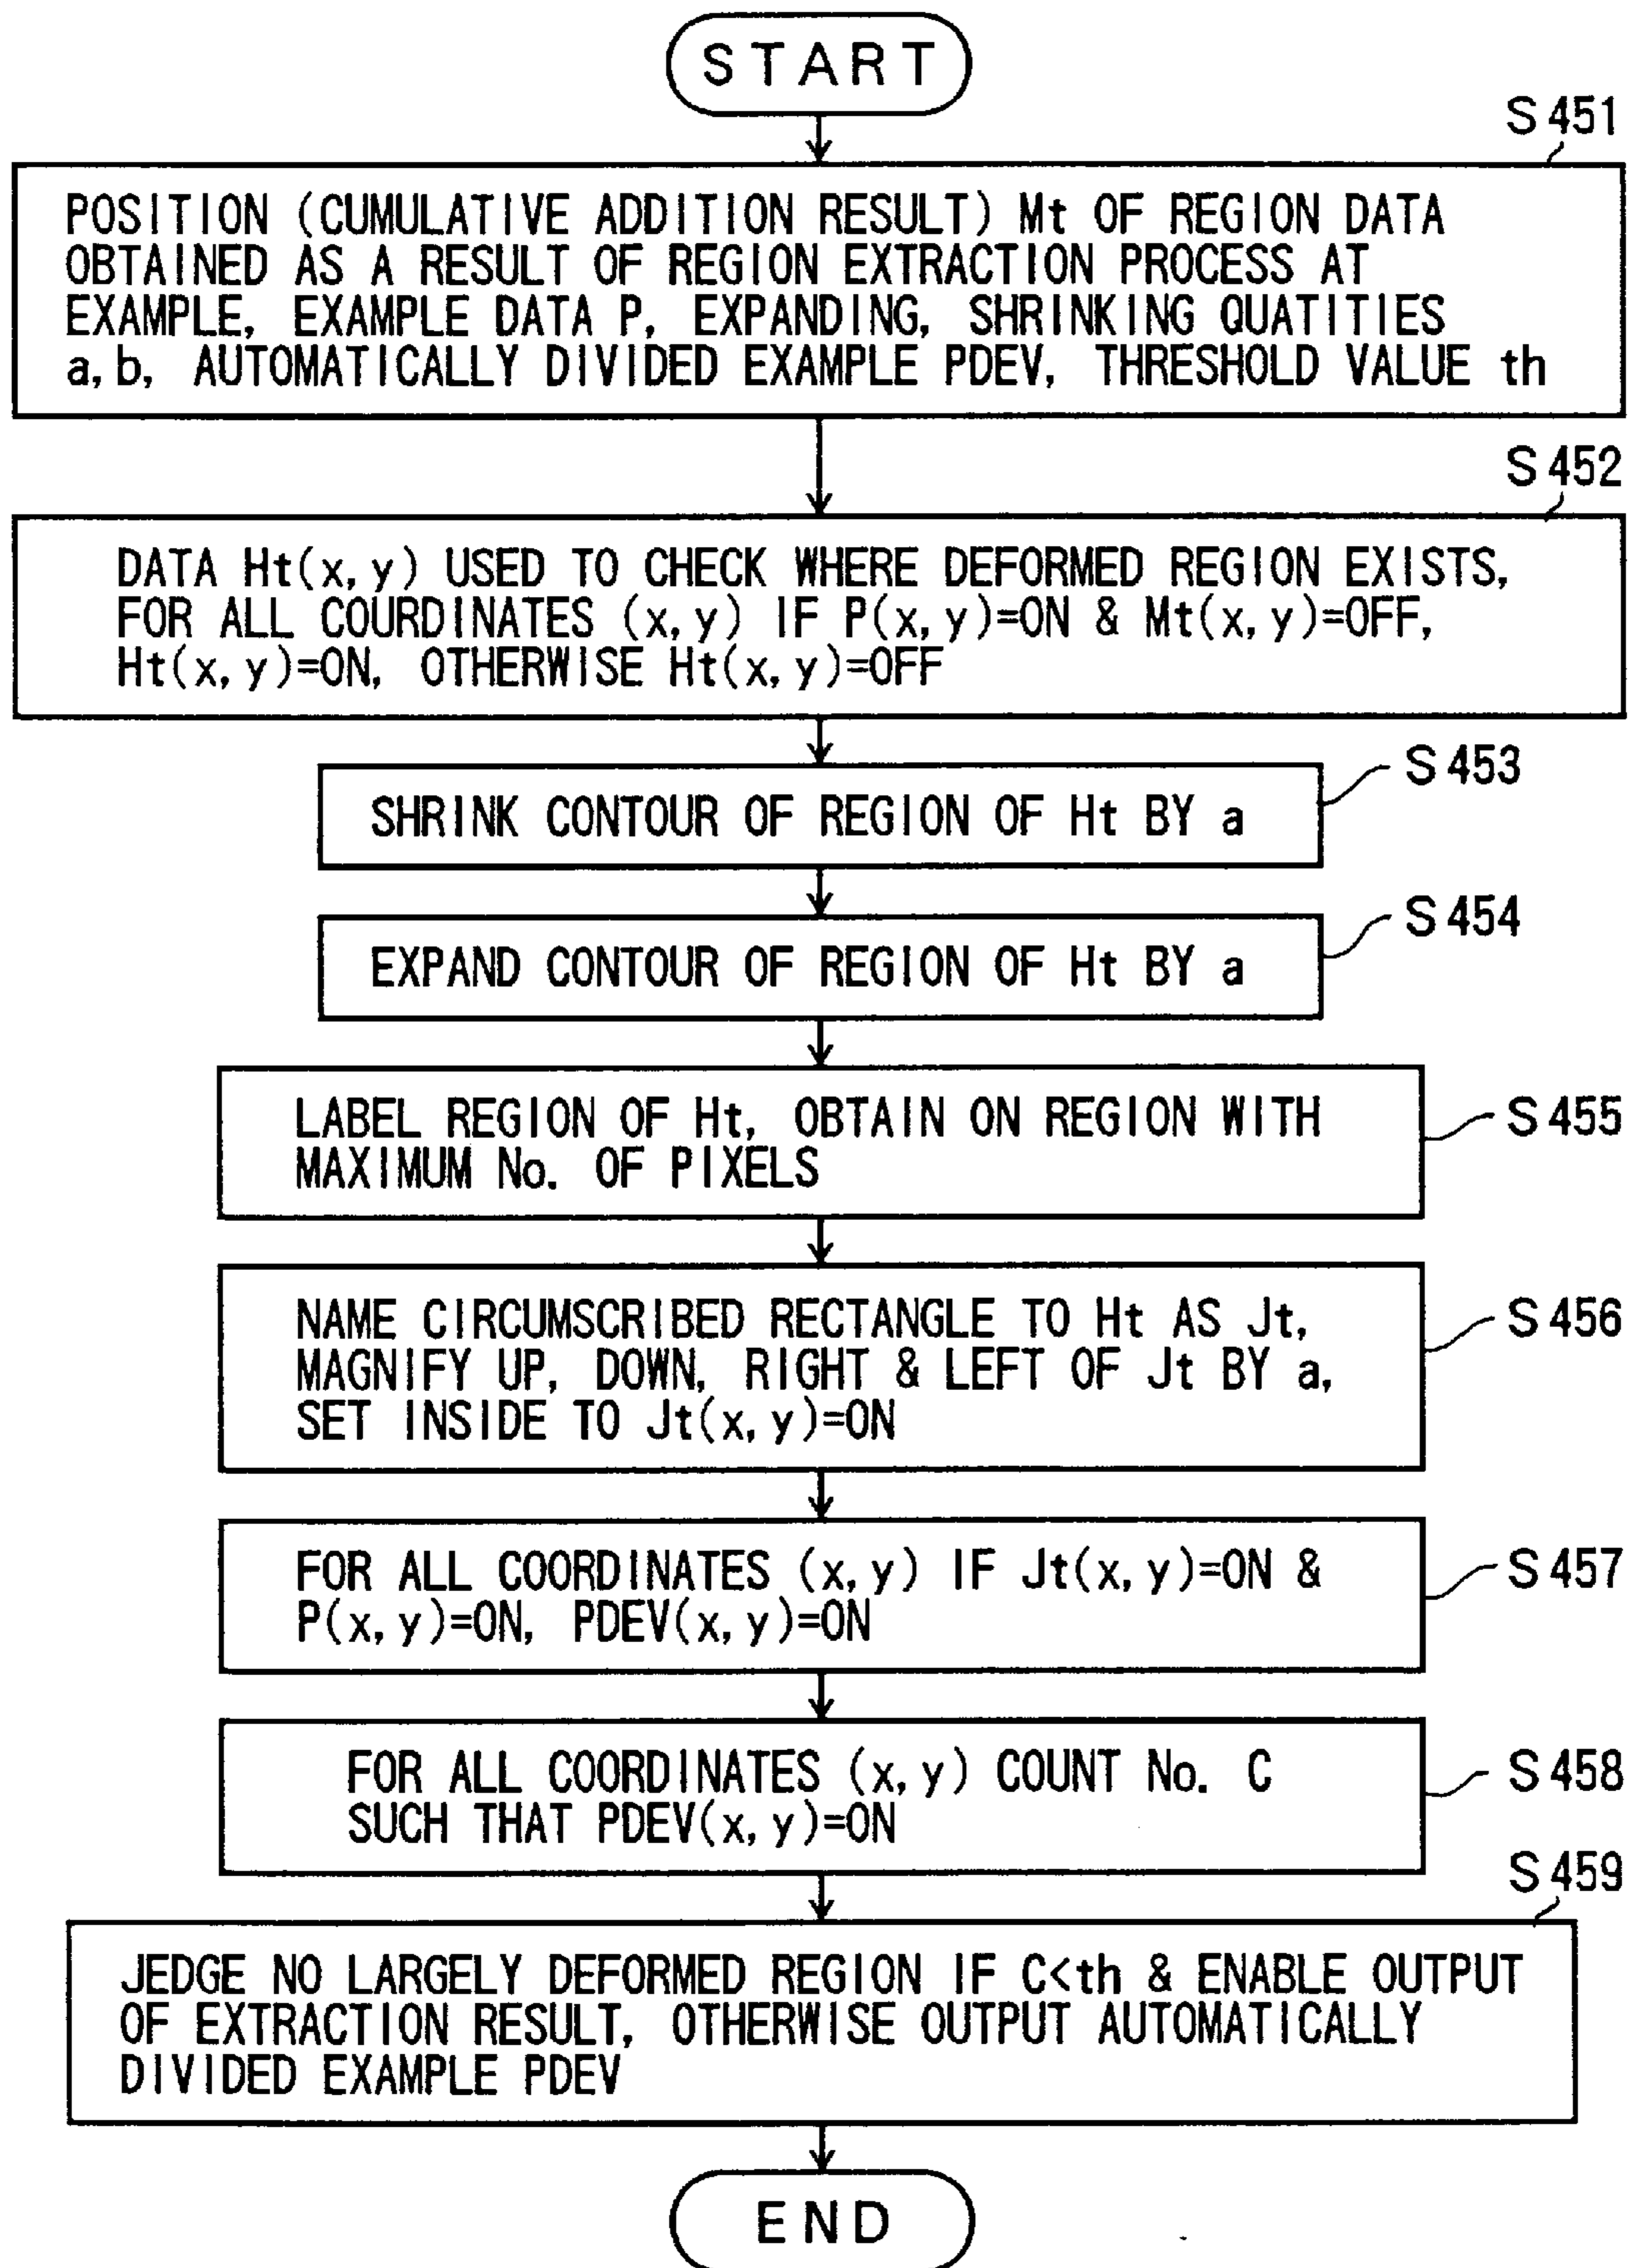 START
S451
POSITION (CUMULATIVE ADDITION RESULT) Mt OF REGION DATA
OBTAINED AS A RESULT OF REGION EXTRACTION PROCESS AT
EXAMPLE, EXAMPLE DATA P, EXPANDING, SHRINKING QUATITIES
a,b, AUTOMATICALLY DIVIDED EXAMPLE PDEV, THRESHOLD VALUE th
S452
DATA Ht(x,y) USED TO CHECK WHERE DEFORMED REGION EXISTS,
FOR ALL COURDINATES (x,y) IF P(x,y)=ON & Mt(x,y)=OFF,
Ht(x,y)=ON, OTHERWISE Ht(x,y)=OFF
S453
SHRINK CONTOUR OF REGION OF Ht BY a
S454
EXPAND CONTOUR OF REGION OF Ht BY a
LABEL REGION OF Ht, OBTAIN ON REGION WITH
MAXIMUM No. OF PIXELS
S455
NAME CIRCUMSCRIBED RECTANGLE TO Ht AS Jt,
MAGNIFY UP, DOWN, RIGHT & LEFT OF Jt BY a,
SET INSIDE TO Jt(x,y)=ON
S456
FOR ALL COORDINATES (x,y) IF Jt(x,y)=ON &
P(x,y)=ON, PDEV(x,y)=ON
S457
FOR ALL COORDINATES (x,y) COUNT No. C
SUCH THAT PDEV(x,y)=ON
S458
S459
JEDGE NO LARGELY DEFORMED REGION IF C<th & ENABLE OUTPUT
OF EXTRACTION RESULT, OTHERWISE OUTPUT AUTOMATICALLY
DIVIDED EXAMPLE PDEV
END